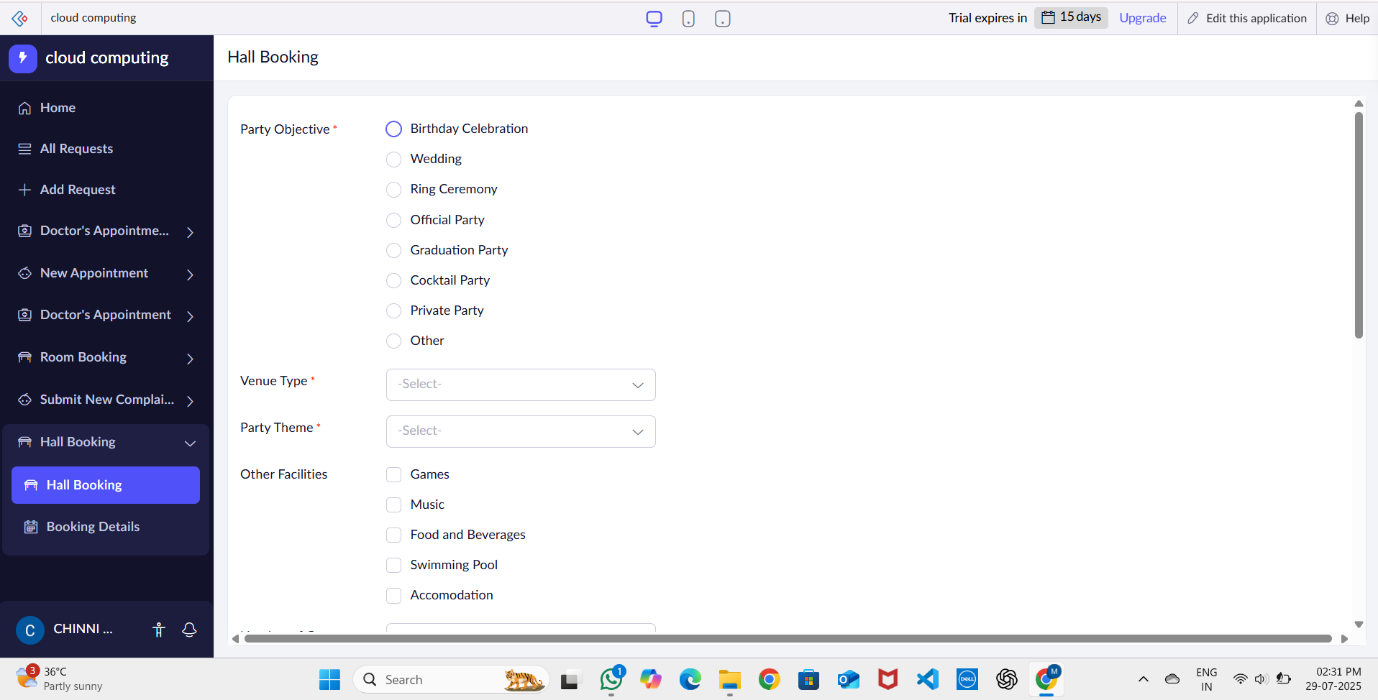 cloud computing
Trial expires in 15 days Upgrade Edit this application Help
cloud computing
Hall Booking
Home
All Requests
Add Request
Doctor's Appointme...
New Appointment
Doctor's Appointment
Room Booking
Submit New Complai...
Hall Booking
Hall Booking
Booking Details
C CHINNI ...
Party Objective *
Birthday Celebration
Wedding
Ring Ceremony
Official Party
Graduation Party
Cocktail Party
Private Party
Other
Venue Type *
-Select-
Party Theme *
-Select-
Other Facilities
Games
Music
Food and Beverages
Swimming Pool
Accomodation
3
36°C
Partly sunny
Search
1
DELL
M
ENG
IN
02:31 PM
29-07-2025